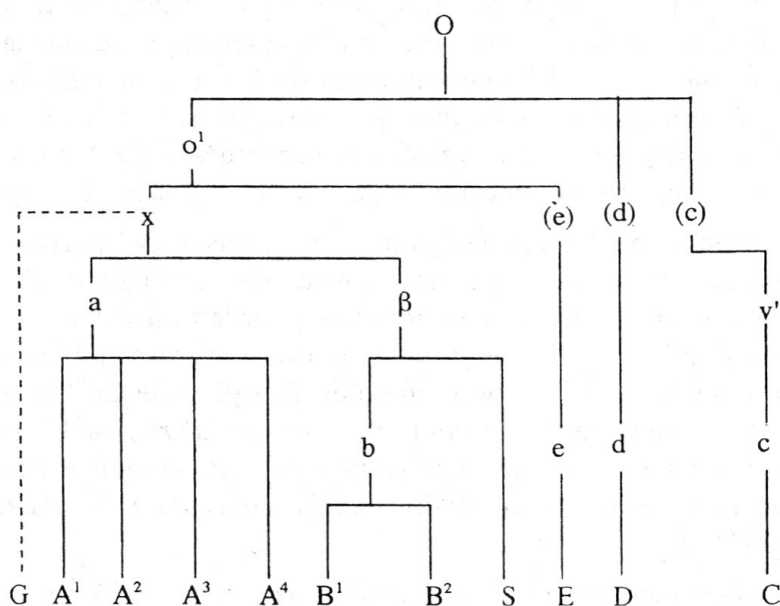 O
o¹
x (e) (d) (c)
a β v'
b e d c
G A¹ A² A³ A⁴ B¹ B² S E D C